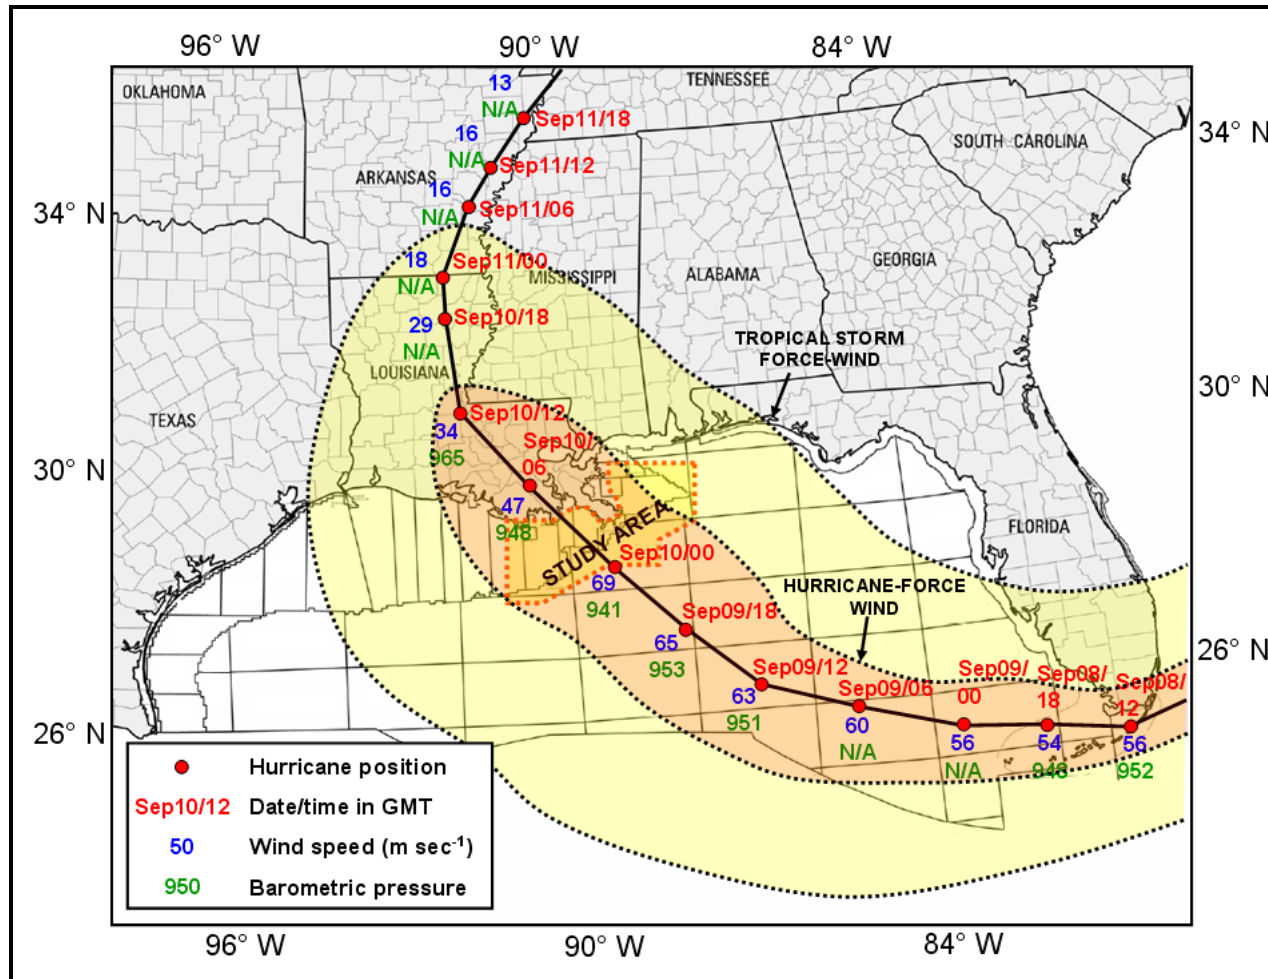 96° W
90° W
84° W
OKLAHOMA
TENNESSEE
13
N/A
Sep11/18
34° N
SOUTH CAROLINA
16
N/A
Sep11/12
ARKANSAS
16
N/A
Sep11/06
34° N
18
N/A
Sep11/00
MISSISSIPPI
ALABAMA
GEORGIA
29
N/A
Sep10/18
TROPICAL STORM
FORCE-WIND
LOUISIANA
30° N
TEXAS
Sep10/12
34
965
Sep10/
06
30° N
47
948
STUDY AREA
FLORIDA
Sep10/00
69
941
HURRICANE-FORCE
WIND
Sep09/18
65
953
26° N
Sep09/12
63
951
Sep09/06
60
N/A
Sep09/
00
56
N/A
Sep08/
18
54
948
Sep08/
12
56
952
26° N
Hurricane position
Sep10/12 Date/time in GMT
50 Wind speed (m sec-1)
950 Barometric pressure
96° W
90° W
84° W